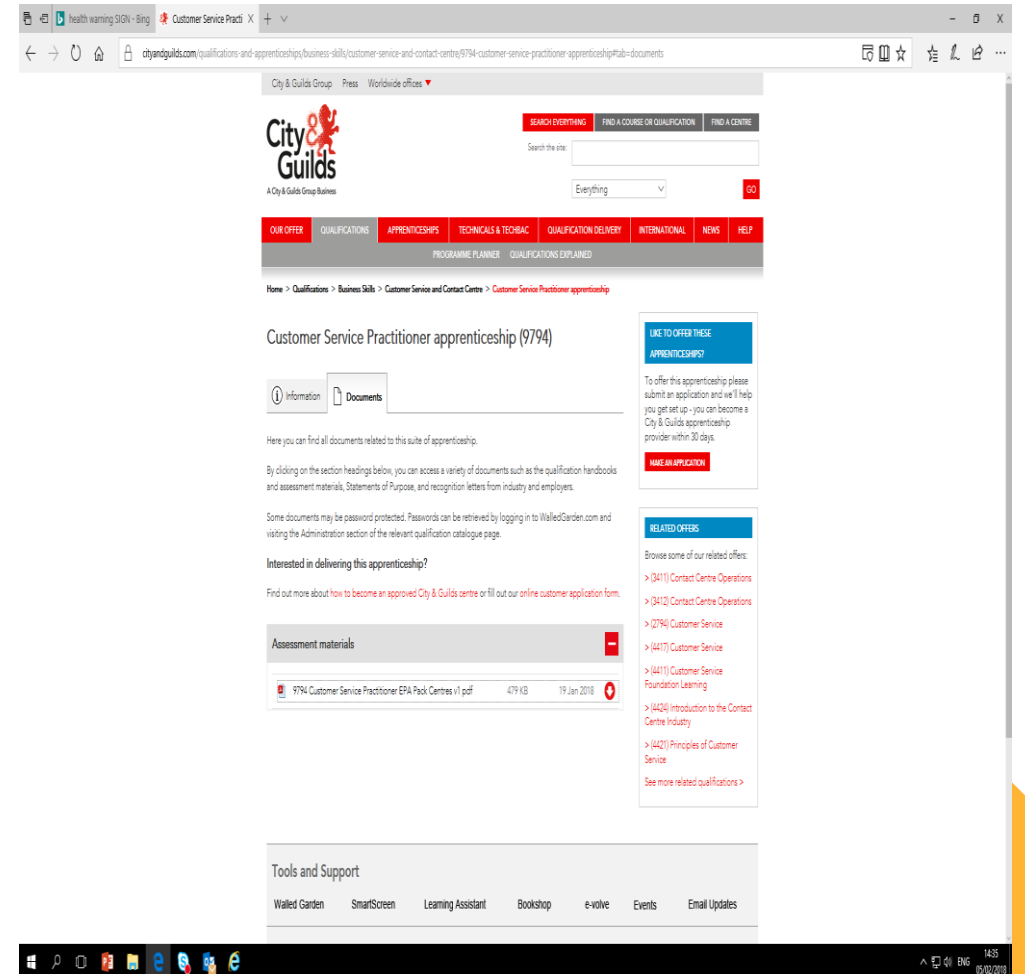 health warning SIGN - Bing
Customer Service Practi
cityandguilds.com/qualifications-and-apprenticeships/business-skills/customer-service-and-contact-centre/9794-customer-service-practitioner-apprenticeship#tab=documents
City & Guilds Group Press Worldwide offices
City & Guilds
A City & Guilds Group Business
SEARCH EVERYTHING FIND A COURSE OR QUALIFICATION FIND A CENTRE
Search the site:
Everything GO
OUR OFFER QUALIFICATIONS APPRENTICESHIPS TECHNICALS & TECHBAC QUALIFICATION DELIVERY INTERNATIONAL NEWS HELP
PROGRAMME PLANNER QUALIFICATIONS EXPLAINED
Home > Qualifications > Business Skills > Customer Service and Contact Centre > Customer Service Practitioner apprenticeship
Customer Service Practitioner apprenticeship (9794)
Information Documents
Here you can find all documents related to this suite of apprenticeship.
By clicking on the section headings below, you can access a variety of documents such as the qualification handbooks
and assessment materials, Statements of Purpose, and recognition letters from industry and employers.
Some documents may be password protected. Passwords can be retrieved by logging in to WalledGarden.com and
visiting the Administration section of the relevant qualification catalogue page.
Interested in delivering this apprenticeship?
Find out more about how to become an approved City & Guilds centre or fill out our online customer application form.
Assessment materials
9794 Customer Service Practitioner EPA Pack Centres v1 pdf 479 KB 19 Jan 2018
LIKE TO OFFER THESE
APPRENTICESHIPS?
To offer this apprenticeship please
submit an application and we'll help
you get set up - you can become a
City & Guilds apprenticeship
provider within 30 days.
MAKE AN APPLICATION
RELATED OFFERS
Browse some of our related offers:
> (3411) Contact Centre Operations
> (3412) Contact Centre Operations
> (2794) Customer Service
> (4417) Customer Service
> (4411) Customer Service
Foundation Learning
> (4424) Introduction to the Contact
Centre Industry
> (4421) Principles of Customer
Service
See more related qualifications >
Tools and Support
Walled Garden SmartScreen Learning Assistant Bookshop e-volve Events Email Updates
ENG 14:35
05/02/2018